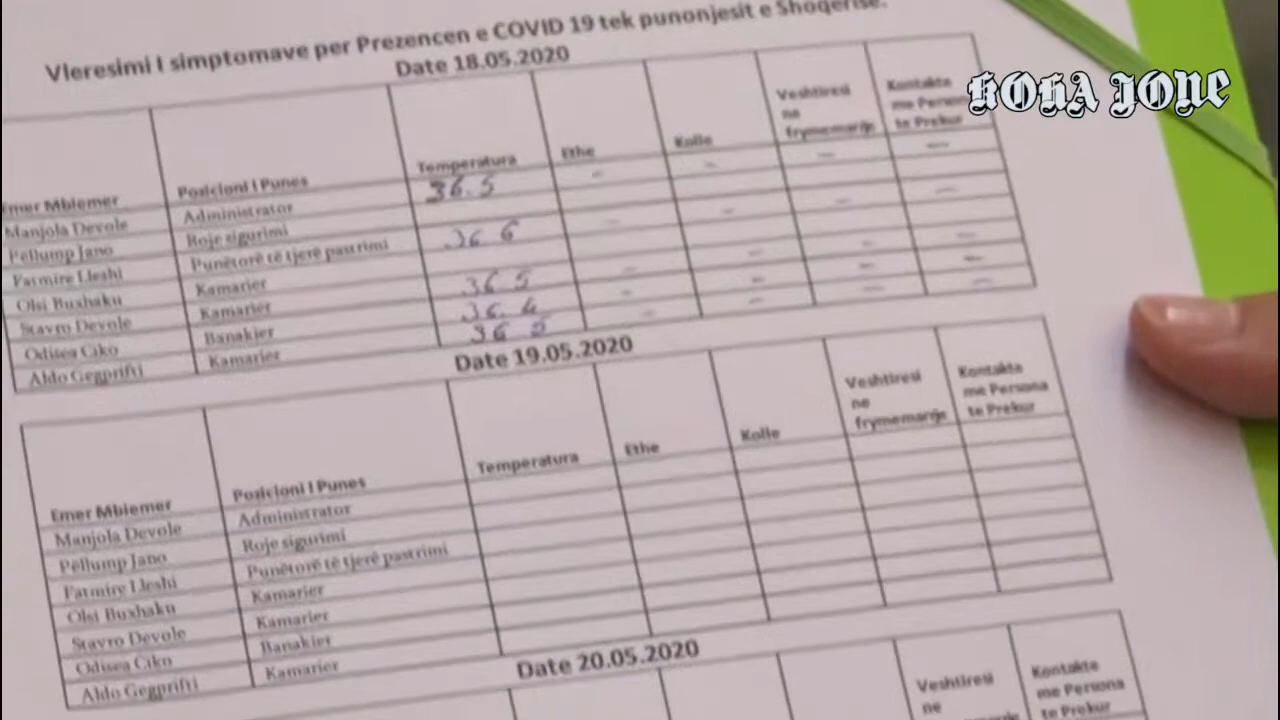 Vleresimi I simptomave per Prezencen e COVID 19 tek punonjesit e Shoqerise.
Date 18.05.2020
KOHA JONE
Emer Mbiemer Posicioni I Punes Temperatura Ethe Kolle Veshtiresi ne frymemarrje Kontakte me Persona te Prekur
Manjola Devole Administrator 36.5 - - - -
Pellump Jano Roje sigurimi
Fatmire Lleshi Punëtorë të tjerë pastrimi 36 6 - - - -
Olsi Buxhaku Kamarier
Stavro Devole Kamarier 36 5 - - - -
Odisea Ciko Banakier 36.4 - - - -
Aldo Gegprifti Kamarier 36 5 - - - -
Date 19.05.2020
Emer Mbiemer Posicioni I Punes Temperatura Ethe Kolle Veshtiresi ne frymemarrje Kontakte me Persona te Prekur
Manjola Devole Administrator
Pellump Jano Roje sigurimi
Fatmire Lleshi Punëtorë të tjerë pastrimi
Olsi Buxhaku Kamarier
Stavro Devole Kamarier
Odisea Ciko Banakier
Aldo Gegprifti Kamarier
Date 20.05.2020
Veshtiresi ne
Kontakte me Persona te Prekur